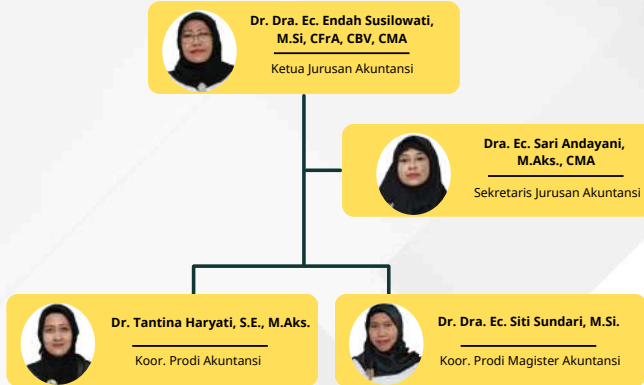 Dr. Dra. Ec. Endah Susilowati,
M.Si, CFrA, CBV, CMA
Ketua Jurusan Akuntansi
Dra. Ec. Sari Andayani,
M.Aks., CMA
Sekretaris Jurusan Akuntansi
Dr. Tantina Haryati, S.E., M.Aks.
Koor. Prodi Akuntansi
Dr. Dra. Ec. Siti Sundari, M.Si.
Koor. Prodi Magister Akuntansi